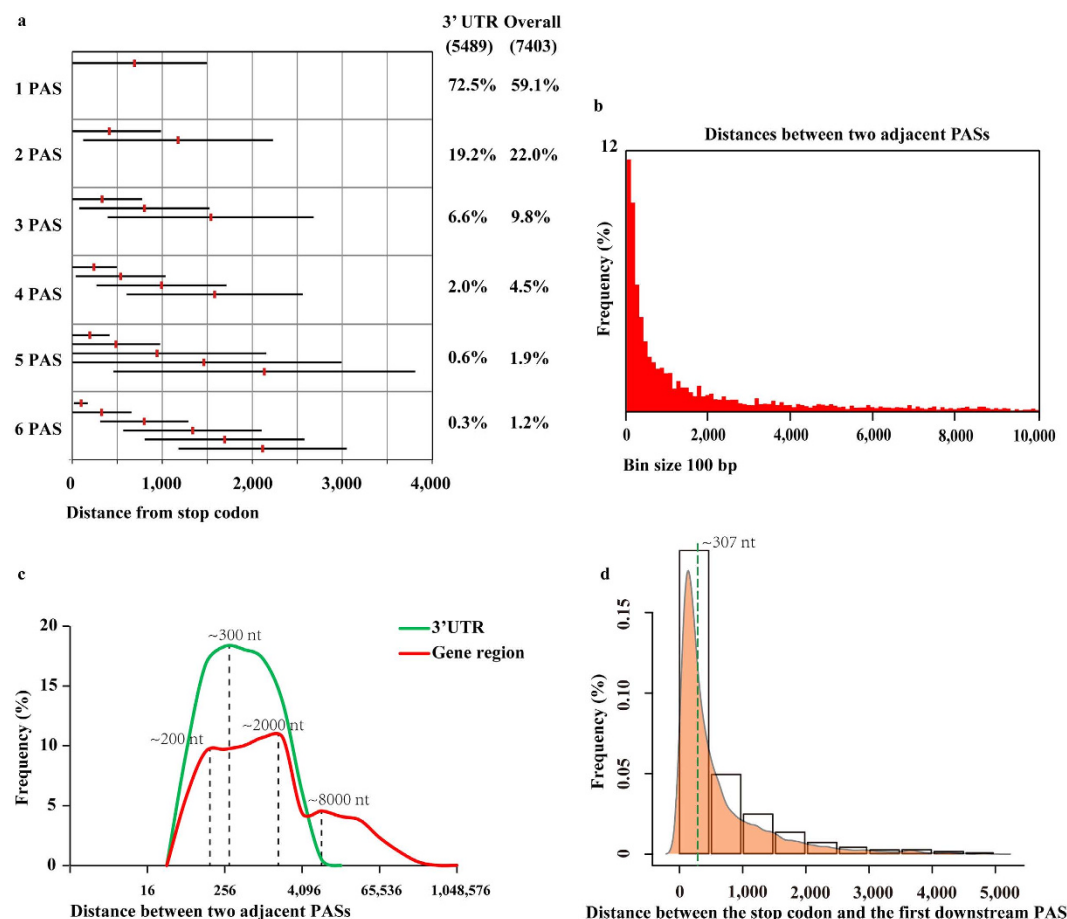 a
3' UTR Overall
(5489) (7403)
1 PAS 72.5% 59.1%
2 PAS 19.2% 22.0%
3 PAS 6.6% 9.8%
4 PAS 2.0% 4.5%
5 PAS 0.6% 1.9%
6 PAS 0.3% 1.2%
0 1,000 2,000 3,000 4,000
Distance from stop codon
b
Distances between two adjacent PASs
12
Frequency (%)
0 2,000 4,000 6,000 8,000 10,000
Bin size 100 bp
c
20
15
10
5
0
Frequency (%)
~300 nt
~200 nt
~2000 nt
~8000 nt
3'UTR
Gene region
16 256 4,096 65,536 1,048,576
Distance between two adjacent PASs
d
~307 nt
0.15
0.10
0.05
0
Frequency (%)
0 1,000 2,000 3,000 4,000 5,000
Distance between the stop codon and the first downstream PAS